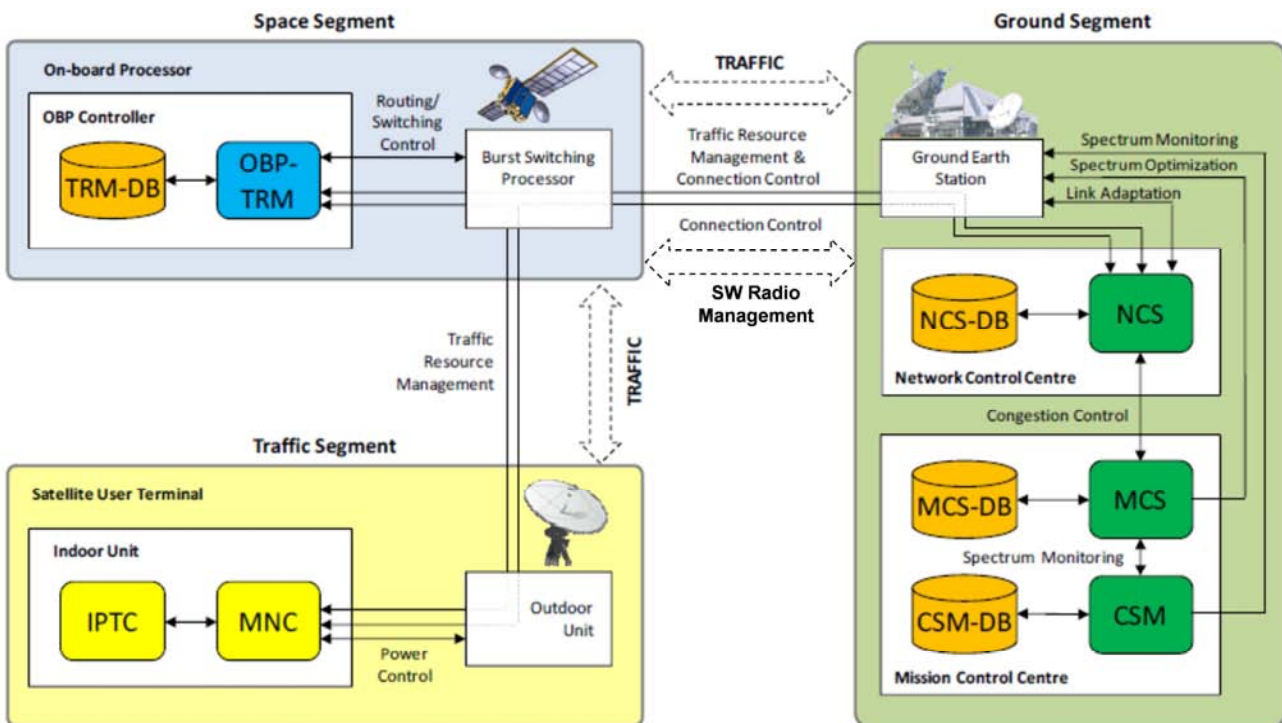 Space Segment
On-board Processor
OBP Controller
TRM-DB
OBP-
TRM
Routing/
Switching
Control
Burst Switching
Processor
TRAFFIC
Traffic Resource
Management &
Connection Control
Connection Control
SW Radio
Management
Traffic
Resource
Management
TRAFFIC
Ground Segment
Ground Earth
Station
Spectrum Monitoring
Spectrum Optimization
Link Adaptation
NCS-DB
NCS
Network Control Centre
Congestion Control
MCS-DB
MCS
Spectrum Monitoring
CSM-DB
CSM
Mission Control Centre
Traffic Segment
Satellite User Terminal
Indoor Unit
IPTC
MNC
Power
Control
Outdoor
Unit